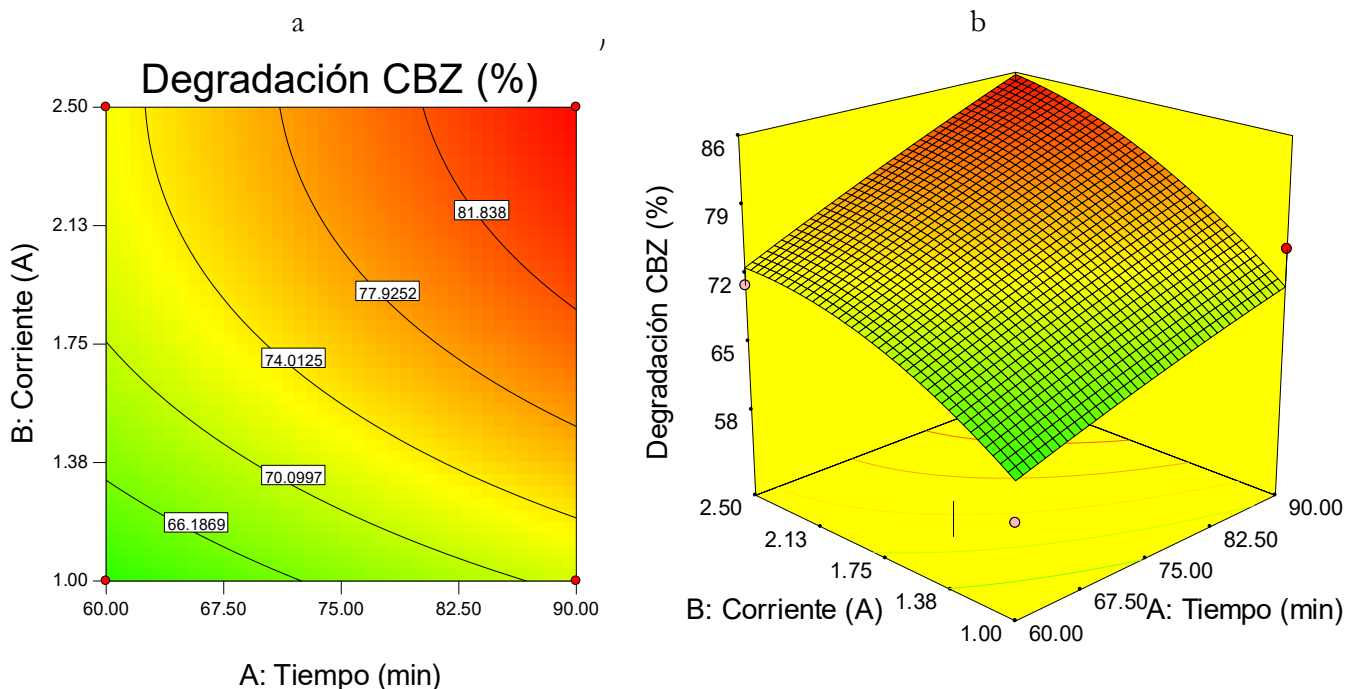 a
b
,
Degradación CBZ (%)
2.50
2.13
1.75
1.38
1.00
B: Corriente (A)
81.838
77.9252
74.0125
70.0997
66.1869
60.00 67.50 75.00 82.50 90.00
A: Tiempo (min)
86
79
72
65
58
Degradación CBZ (%)
2.50
2.13
1.75
1.38
1.00
B: Corriente (A)
90.00
82.50
75.00
67.50
60.00
A: Tiempo (min)